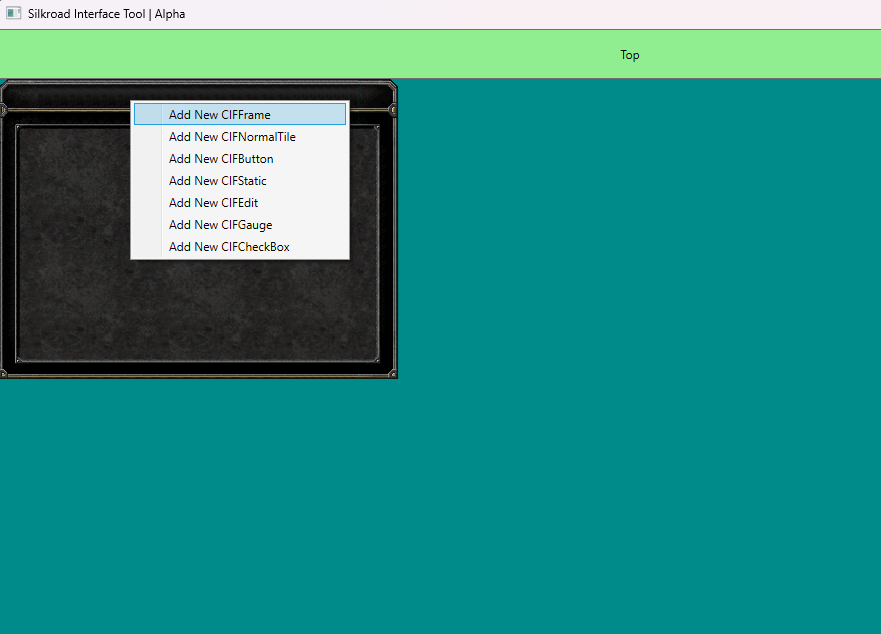 Silkroad Interface Tool | Alpha
Top
Add New CIFFrame
Add New CIFNormalTile
Add New CIFButton
Add New CIFStatic
Add New CIFEdit
Add New CIFGauge
Add New CIFCheckBox